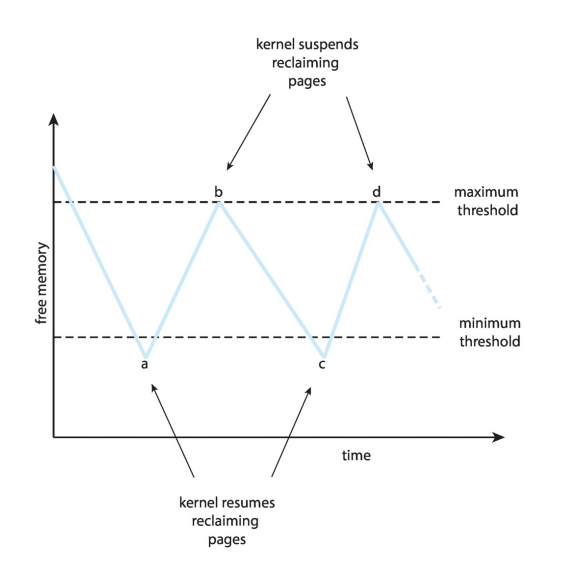 kernel suspends
reclaiming
pages
b
d
maximum
threshold
free memory
minimum
threshold
a
c
time
kernel resumes
reclaiming
pages